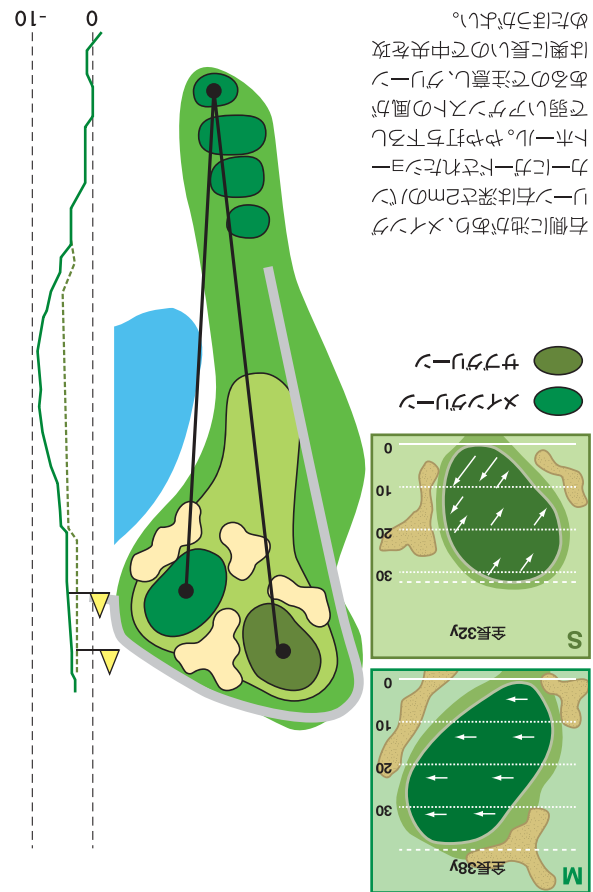 M
全長38y
30
20
10
0
S
全長32y
30
20
10
0
メイングリーン
サブグリーン
右側に池があり、メイング
リーン右は深さ2mのバン
カーにガードされたショー
トホール。やや打ち下ろし
で弱いアゲンストの風が
あるので注意し、グリーン
は奥に長いので中央を攻
めたほうがよい。
0
-10